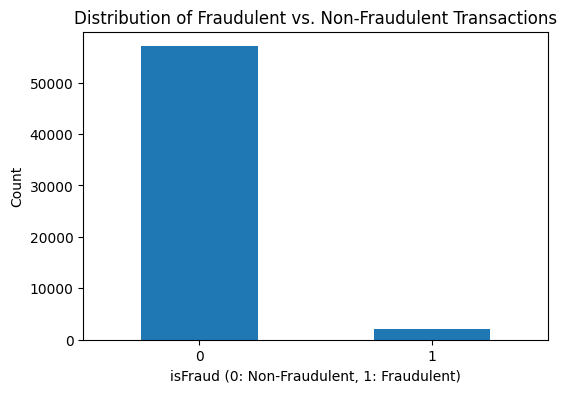 Distribution of Fraudulent vs. Non-Fraudulent Transactions
50000
40000
30000
20000
10000
0
Count
0 1
isFraud (0: Non-Fraudulent, 1: Fraudulent)